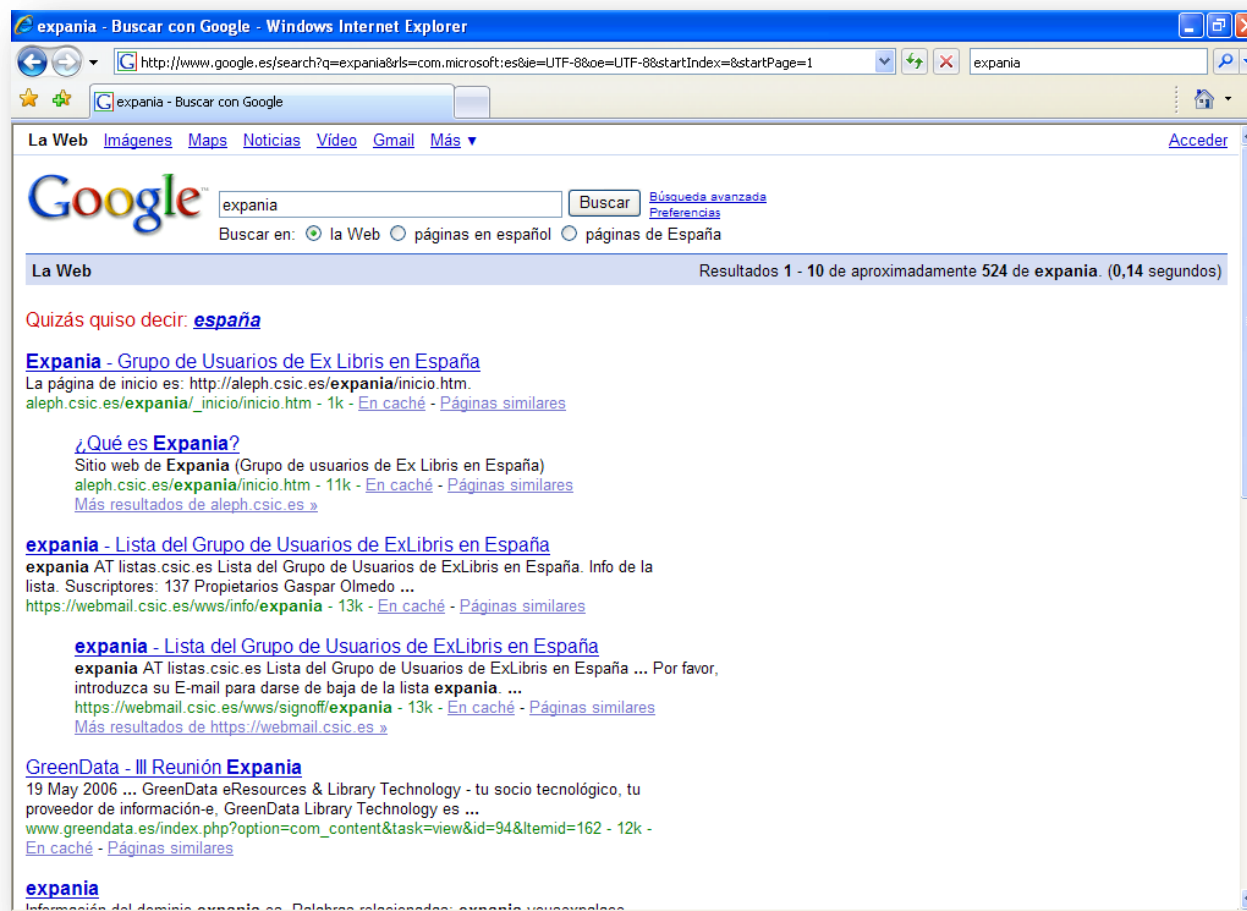 expania - Buscar con Google - Windows Internet Explorer
http://www.google.es/search?q=expania&rls=com.microsoft:es&ie=UTF-8&oe=UTF-8&startIndex=&startPage=1
expania
expania - Buscar con Google
La Web Imágenes Maps Noticias Vídeo Gmail Más ▼ Acceder
Google™ expania Buscar Búsqueda avanzada
Preferencias
Buscar en: la Web páginas en español páginas de España
La Web Resultados 1 - 10 de aproximadamente 524 de expania. (0,14 segundos)
Quizás quiso decir: españa
Expania - Grupo de Usuarios de Ex Libris en España
La página de inicio es: http://aleph.csic.es/expania/inicio.htm.
aleph.csic.es/expania/_inicio/inicio.htm - 1k - En caché - Páginas similares
¿Qué es Expania?
Sitio web de Expania (Grupo de usuarios de Ex Libris en España)
aleph.csic.es/expania/inicio.htm - 11k - En caché - Páginas similares
Más resultados de aleph.csic.es »
expania - Lista del Grupo de Usuarios de ExLibris en España
expania AT listas.csic.es Lista del Grupo de Usuarios de ExLibris en España. Info de la
lista. Suscriptores: 137 Propietarios Gaspar Olmedo ...
https://webmail.csic.es/wws/info/expania - 13k - En caché - Páginas similares
expania - Lista del Grupo de Usuarios de ExLibris en España
expania AT listas.csic.es Lista del Grupo de Usuarios de ExLibris en España ... Por favor,
introduzca su E-mail para darse de baja de la lista expania. ...
https://webmail.csic.es/wws/signoff/expania - 13k - En caché - Páginas similares
Más resultados de https://webmail.csic.es »
GreenData - III Reunión Expania
19 May 2006 ... GreenData eResources & Library Technology - tu socio tecnológico, tu
proveedor de información-e, GreenData Library Technology es ...
www.greendata.es/index.php?option=com_content&task=view&id=94&Itemid=162 - 12k -
En caché - Páginas similares
expania
Información del dominio expania.es. Palabras relacionadas: expania